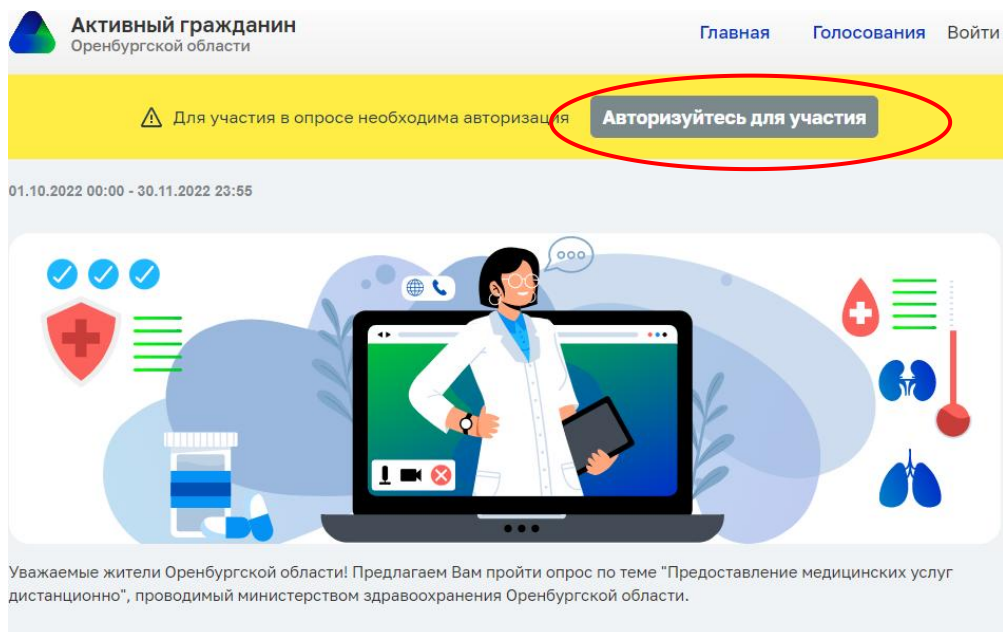 Активный гражданин
Оренбургской области
Главная Голосования Войти
Для участия в опросе необходима авторизация Авторизуйтесь для участия
01.10.2022 00:00 - 30.11.2022 23:55
Уважаемые жители Оренбургской области! Предлагаем Вам пройти опрос по теме "Предоставление медицинских услуг
дистанционно", проводимый министерством здравоохранения Оренбургской области.